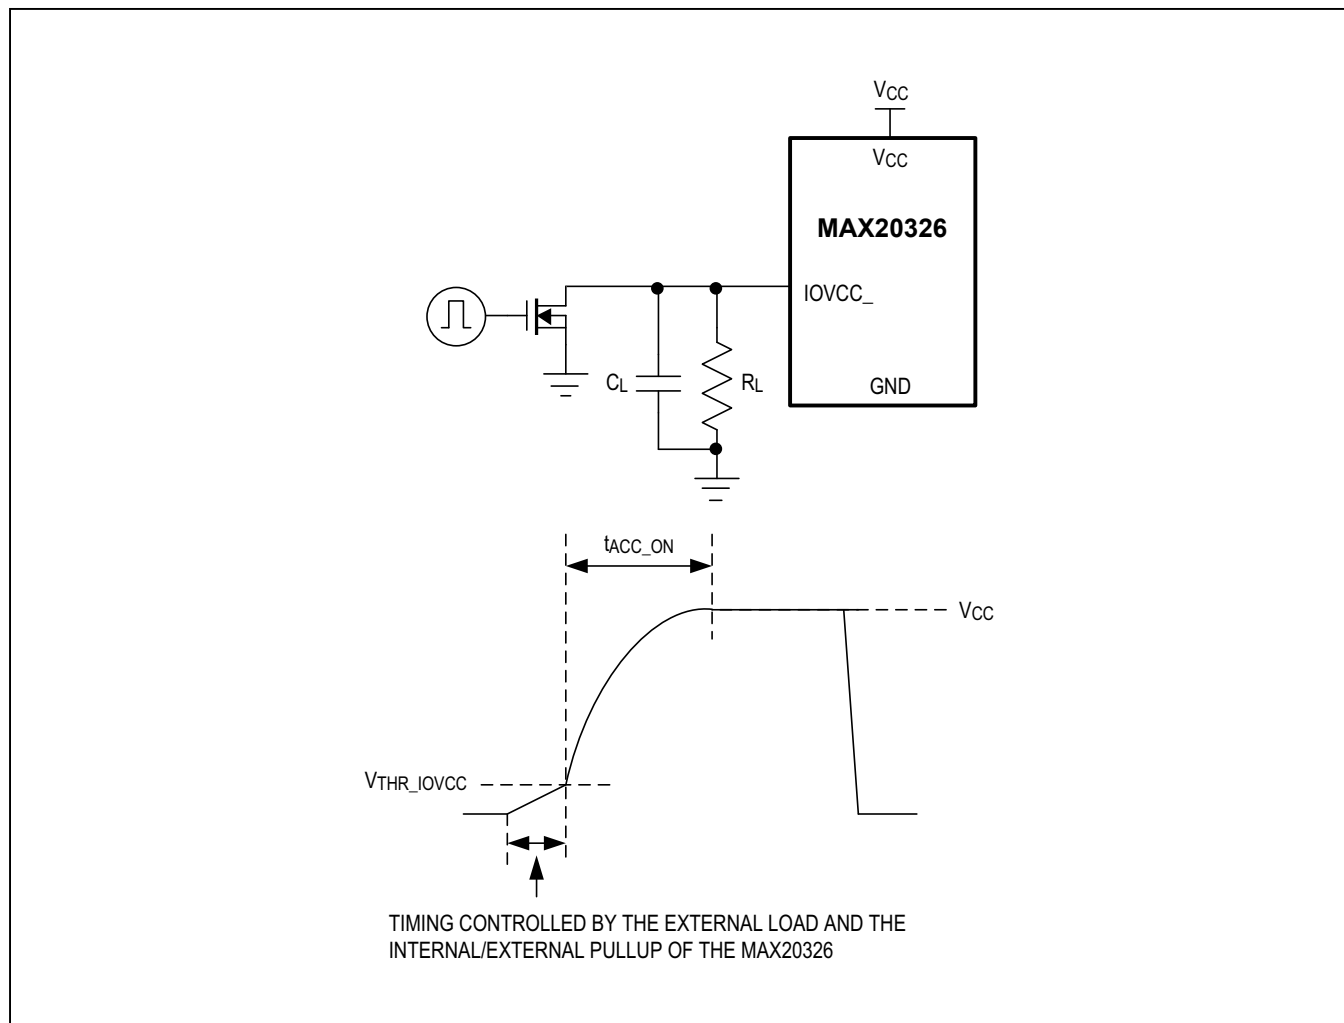 VCC
VCC
MAX20326
IOVCC_
CL
RL
GND
tACC_ON
VCC
VTHR_IOVCC
TIMING CONTROLLED BY THE EXTERNAL LOAD AND THE
INTERNAL/EXTERNAL PULLUP OF THE MAX20326